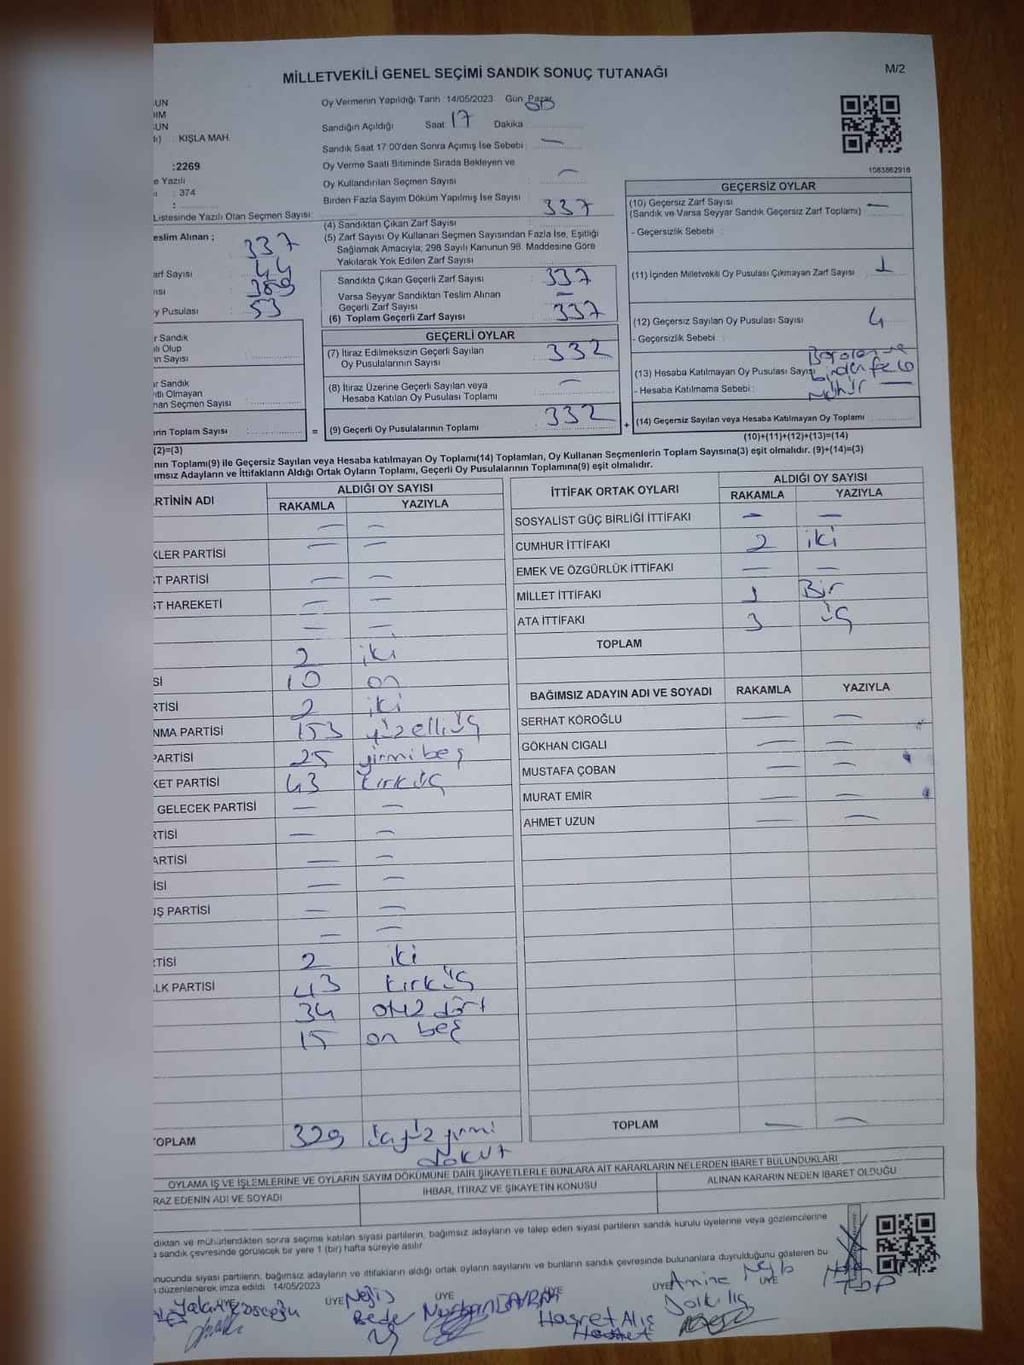 MİLLETVEKİLİ GENEL SEÇİMİ SANDIK SONUÇ TUTANAĞI
M/2
UN
IM
UN
KIŞLA MAH.
:2269
e Yazılı
: 374
Listesinde Yazılı Olan Seçmen Sayısı:
eslim Alınan ; 337
arf Sayısı 44
ısı 389
y Pusulası 53
r Sandık
lı Olup
ın Sayısı
ır Sandık
ıtlı Olmayan
nan Seçmen Sayısı
erin Toplam Sayısı
(2)=(3)
Oy Vermenin Yapıldığı Tarih : 14/05/2023 Gün Pazar
Sandığın Açıldığı Saat 17 Dakika
Sandık Saat 17:00'den Sonra Açımış İse Sebebi : —
Oy Verme Saati Bitiminde Sırada Bekleyen ve
Oy Kullandırılan Seçmen Sayısı : —
Birden Fazla Sayım Döküm Yapılmış İse Sayısı :
(4) Sandıktan Çıkan Zarf Sayısı : 337
(5) Zarf Sayısı Oy Kullanan Seçmen Sayısından Fazla İse, Eşitliği
Sağlamak Amacıyla; 298 Sayılı Kanunun 98. Maddesine Göre
Yakılarak Yok Edilen Zarf Sayısı
Sandıkta Çıkan Geçerli Zarf Sayısı : 337
Varsa Seyyar Sandıktan Teslim Alınan
Geçerli Zarf Sayısı : —
(6) Toplam Geçerli Zarf Sayısı : 337
GEÇERLİ OYLAR
(7) İtiraz Edilmeksizin Geçerli Sayılan
Oy Pusulalarının Sayısı : 332
(8) İtiraz Üzerine Geçerli Sayılan veya
Hesaba Katılan Oy Pusulası Toplamı : —
= (9) Geçerli Oy Pusulalarının Toplamı : 332 +
1083862918
GEÇERSİZ OYLAR
(10) Geçersiz Zarf Sayısı : —
(Sandık ve Varsa Seyyar Sandık Geçersiz Zarf Toplamı)
- Geçersizlik Sebebi :
(11) İçinden Milletvekili Oy Pusulası Çıkmayan Zarf Sayısı : 1
(12) Geçersiz Sayılan Oy Pusulası Sayısı : 4
- Geçersizlik Sebebi :
birden fazla
mühür
(13) Hesaba Katılmayan Oy Pusulası Sayısı : —
- Hesaba Katılmama Sebebi :
(14) Geçersiz Sayılan veya Hesaba Katılmayan Oy Toplamı
(10)+(11)+(12)+(13)=(14)
nın Toplamı(9) ile Geçersiz Sayılan veya Hesaba katılmayan Oy Toplamı(14) Toplamları, Oy Kullanan Seçmenlerin Toplam Sayısına(3) eşit olmalıdır. (9)+(14)=(3)
ımsız Adayların ve İttifakların Aldığı Ortak Oyların Toplamı, Geçerli Oy Pusulalarının Toplamına(9) eşit olmalıdır.
RTİNİN ADI
ALDIĞI OY SAYISI
RAKAMLA YAZIYLA
— —
KLER PARTİSİ — —
T PARTİSİ — —
T HAREKETİ — —
— —
2 iki
Sİ 10 on
RTİSİ 2 iki
NMA PARTİSİ 153 yüzelliüç
PARTİSİ 25 yirmibeş
KET PARTİSİ 43 kırküç
GELECEK PARTİSİ — —
RTİSİ — —
ARTİSİ — —
İSİ — —
IŞ PARTİSİ — —
— —
RTİSİ 2 iki
LK PARTİSİ 43 kırküç
34 otuz dört
15 on beş
TOPLAM 329 üçyüz yirmi
dokuz
İTTİFAK ORTAK OYLARI
ALDIĞI OY SAYISI
RAKAMLA YAZIYLA
SOSYALİST GÜÇ BİRLİĞİ İTTİFAKI — —
CUMHUR İTTİFAKI 2 iki
EMEK VE ÖZGÜRLÜK İTTİFAKI — —
MİLLET İTTİFAKI 1 Bir
ATA İTTİFAKI 3 üç
TOPLAM
BAĞIMSIZ ADAYIN ADI VE SOYADI RAKAMLA YAZIYLA
SERHAT KÖROĞLU — —
GÖKHAN CIGALI — —
MUSTAFA ÇOBAN — —
MURAT EMİR — —
AHMET UZUN — —
TOPLAM — —
OYLAMA İŞ VE İŞLEMLERİNE VE OYLARIN SAYIM DÖKÜMÜNE DAİR ŞİKAYETLERLE BUNLARA AİT KARARLARIN NELERDEN İBARET BULUNDUKLARI
RAZ EDENİN ADI VE SOYADI
İHBAR, İTİRAZ VE ŞİKAYETİN KONUSU
ALINAN KARARIN NEDEN İBARET OLDUĞU
dıktan ve mühürlendikten sonra seçime katılan siyasi partilerin, bağımsız adayların ve talep eden siyasi partilerin sandık kurulu üyelerine veya gözlemcilerine
a sandık çevresinde görülecek bir yere 1 (bir) hafta süreyle asılır
onucunda siyasi partilerin, bağımsız adayların ve ittifakların aldığı ortak oyların sayılarını ve bunların sandık çevresinde bulunanlara duyurulduğunu gösteren bu
düzenlenerek imza edildi. 14/05/2023
ÜYE ÜYE ÜYE ÜYE
Amine
Hasret